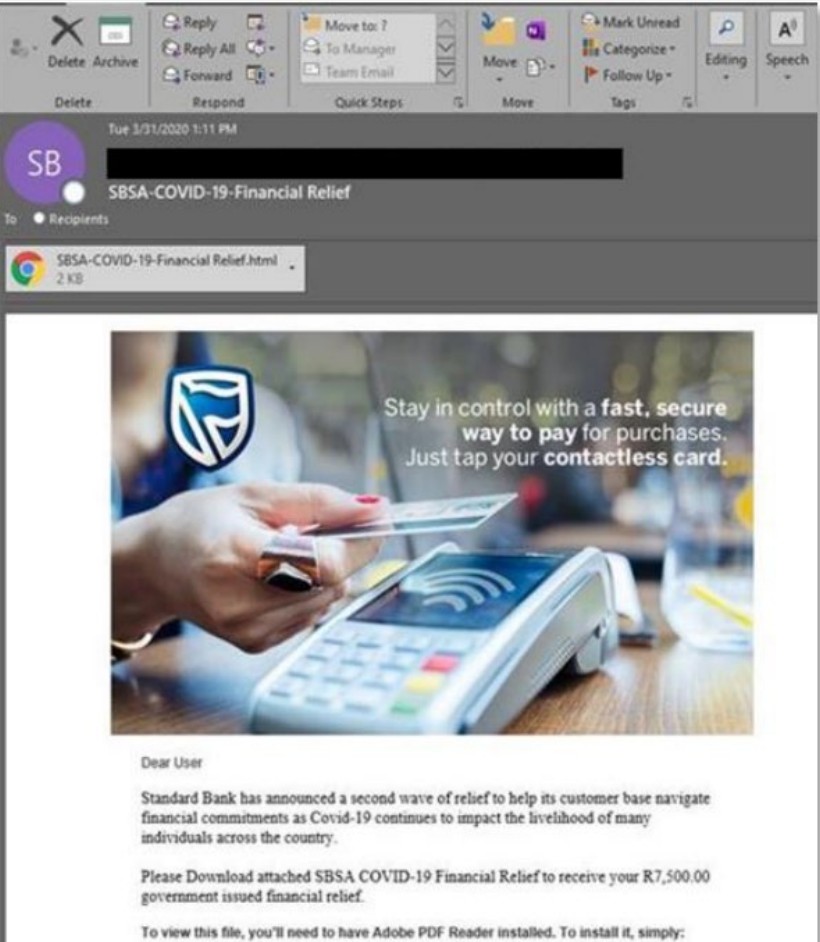 Reply
Move to: ?
Mark Unread
Reply All
To Manager
Categorize
Delete
Archive
Forward
Team Email
Move
Follow Up
Editing
Speech
Delete
Respond
Quick Steps
Move
Tags
Tue 3/31/2020 1:11 PM
SB
SBSA-COVID-19-Financial Relief
To
Recipients
SBSA-COVID-19-Financial Relief.html
2 KB
Stay in control with a fast, secure
way to pay for purchases.
Just tap your contactless card.
Dear User
Standard Bank has announced a second wave of relief to help its customer base navigate
financial commitments as Covid-19 continues to impact the livelihood of many
individuals across the country.
Please Download attached SBSA COVID-19 Financial Relief to receive your R7,500.00
government issued financial relief.
To view this file, you'll need to have Adobe PDF Reader installed. To install it, simply: